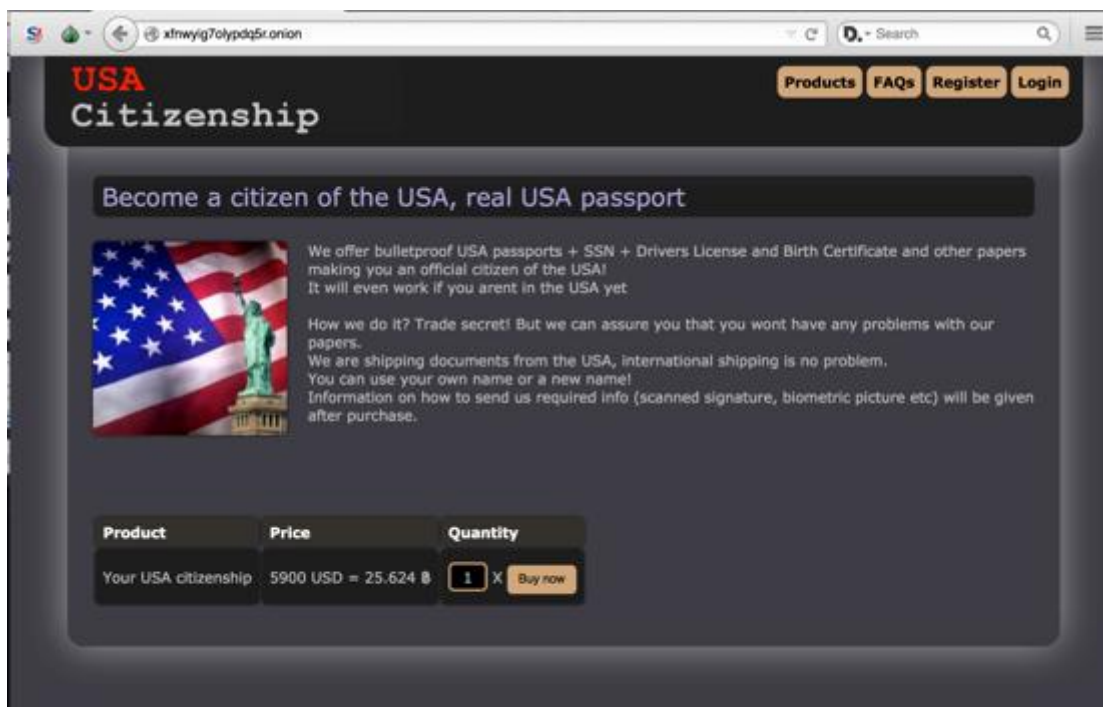 xfnwyig7olypdq5r.onion
Search
USA
Citizenship
Products FAQs Register Login
Become a citizen of the USA, real USA passport
We offer bulletproof USA passports + SSN + Drivers License and Birth Certificate and other papers
making you an official citizen of the USA!
It will even work if you arent in the USA yet
How we do it? Trade secret! But we can assure you that you wont have any problems with our
papers.
We are shipping documents from the USA, international shipping is no problem.
You can use your own name or a new name!
Information on how to send us required info (scanned signature, biometric picture etc) will be given
after purchase.
Product Price Quantity
Your USA citizenship 5900 USD = 25.624 ฿ 1 X Buy now